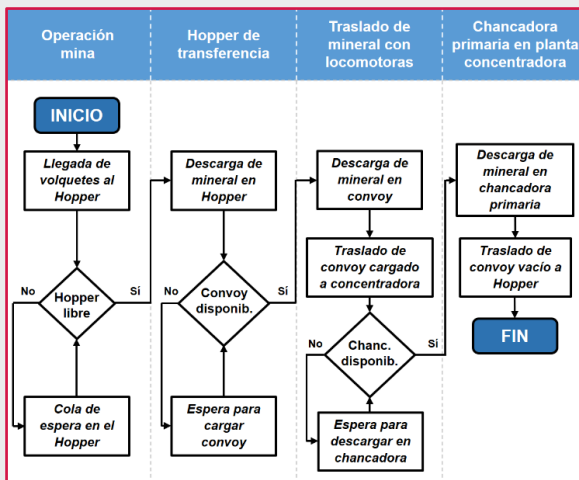 Operación
mina
Hopper de
transferencia
Traslado de
mineral con
locomotoras
Chancadora
primaria en planta
concentradora
INICIO
Llegada de
volquetes al
Hopper
Hopper
libre
No
Sí
Cola de
espera en el
Hopper
Descarga de
mineral en
Hopper
Convoy
disponib.
No
Sí
Espera para
cargar
convoy
Descarga de
mineral en
convoy
Traslado de
convoy cargado
a concentradora
Chanc.
disponib.
No
Sí
Espera para
descargar en
chancadora
Descarga de
mineral en
chancadora
primaria
Traslado de
convoy vacío a
Hopper
FIN